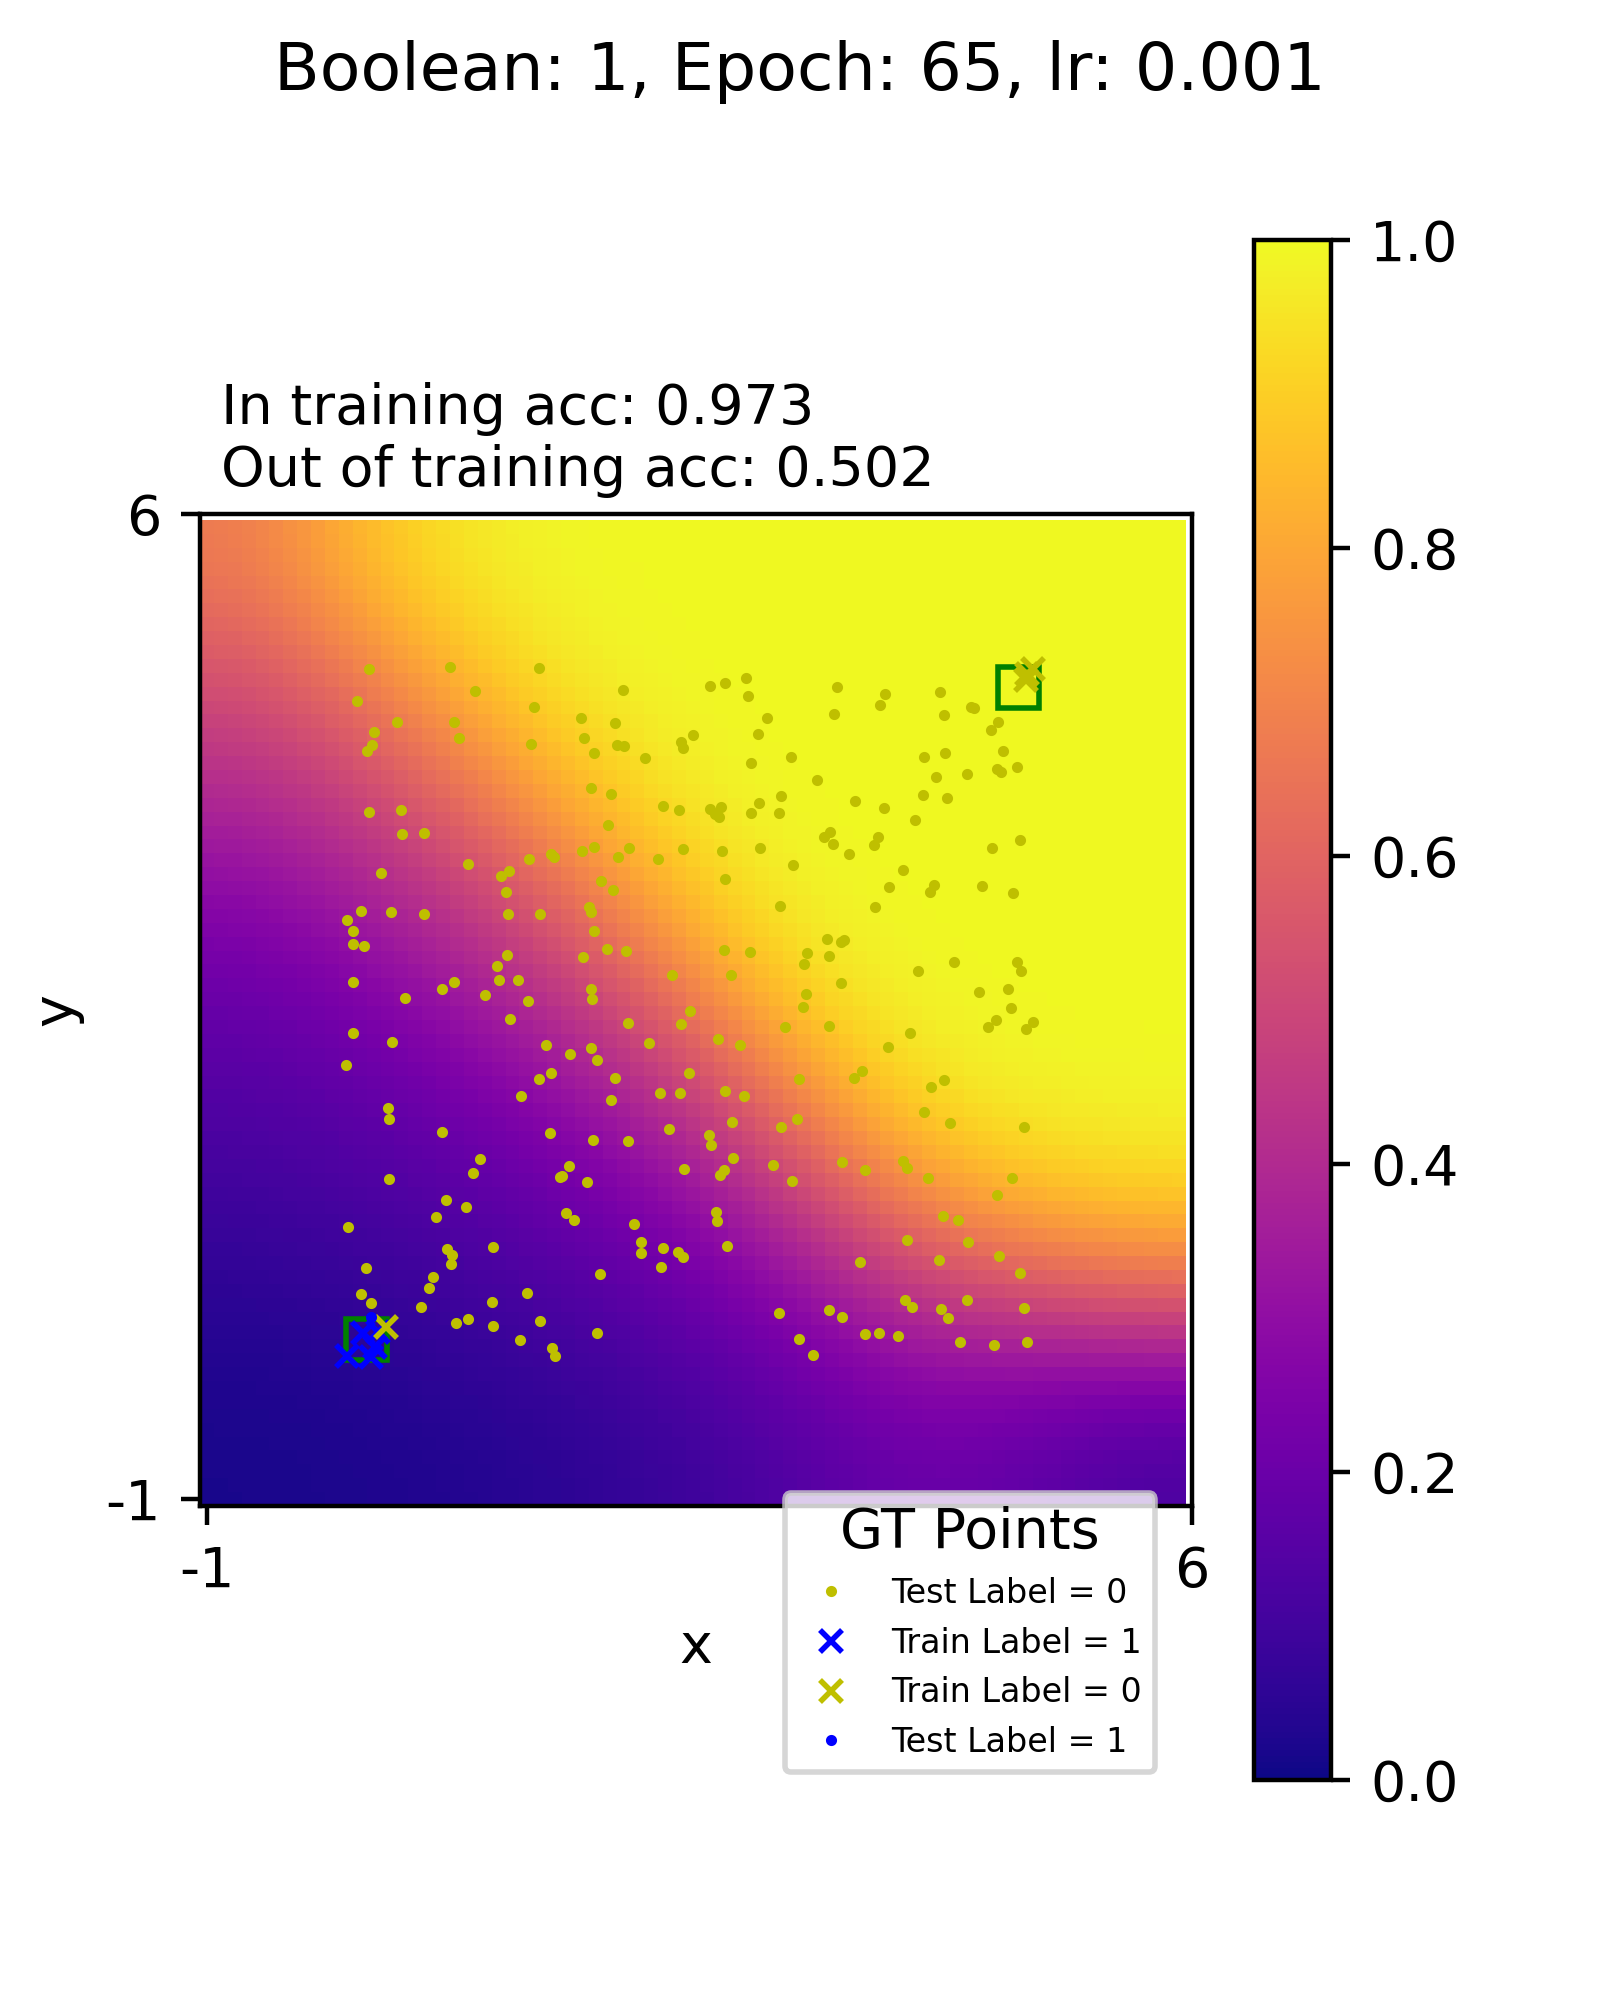 Boolean: 1, Epoch: 65, lr: 0.001
In training acc: 0.973
Out of training acc: 0.502
6
y
-1
-1
6
x
GT Points
Test Label = 0
Train Label = 1
Train Label = 0
Test Label = 1
1.0
0.8
0.6
0.4
0.2
0.0